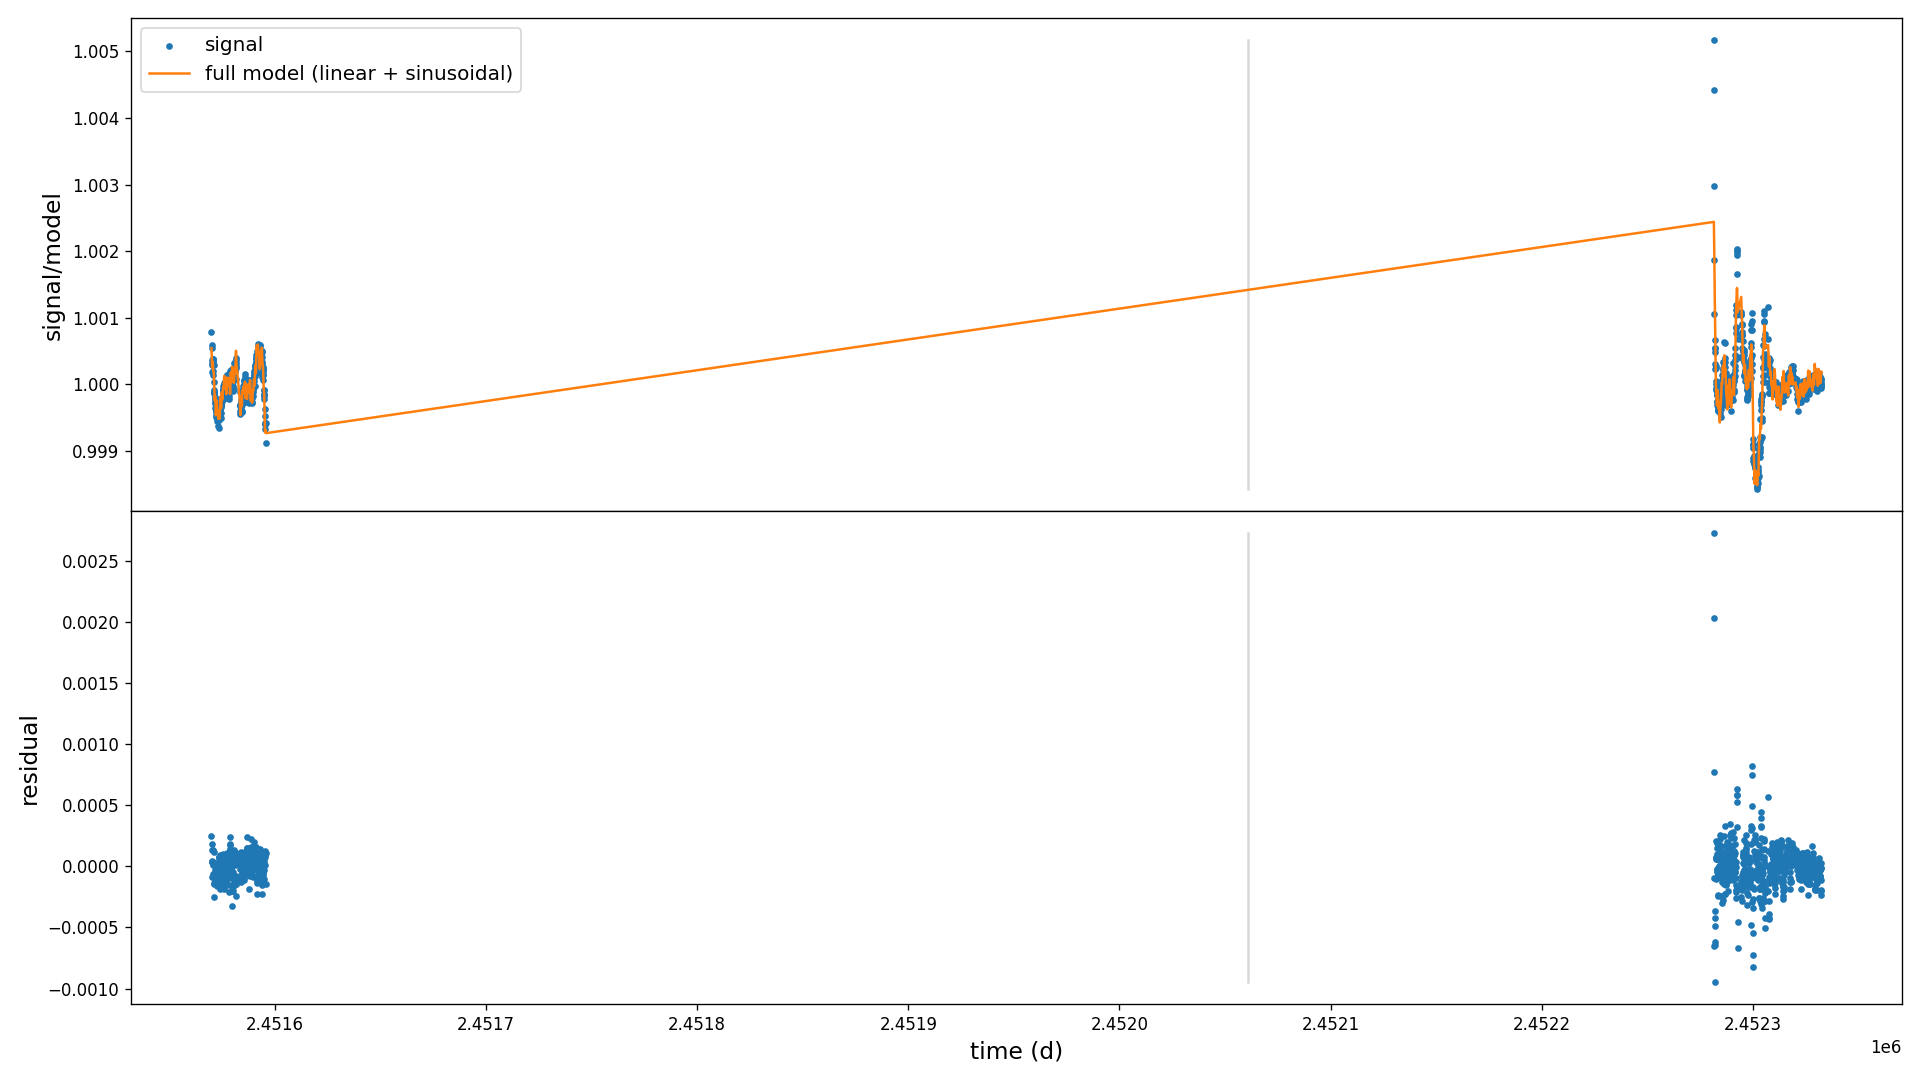 signal
full model (linear + sinusoidal)
1.005
1.004
1.003
1.002
1.001
1.000
0.999
signal/model
0.0025
0.0020
0.0015
0.0010
0.0005
0.0000
−0.0005
−0.0010
residual
2.4516 2.4517 2.4518 2.4519 2.4520 2.4521 2.4522 2.4523
1e6
time (d)